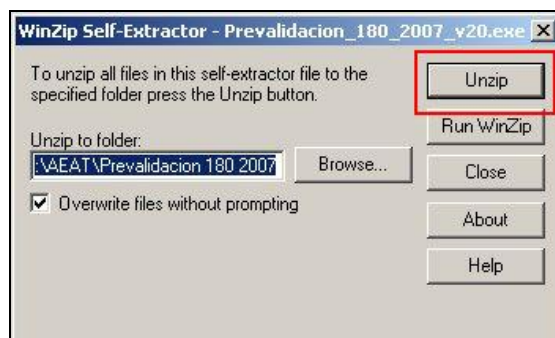 WinZip Self-Extractor - Prevalidacion_180_2007_v20.exe
To unzip all files in this self-extractor file to the
specified folder press the Unzip button.
Unzip to folder:
:\AEAT\Prevalidacion 180 2007
Browse...
Overwrite files without prompting
Unzip
Run WinZip
Close
About
Help